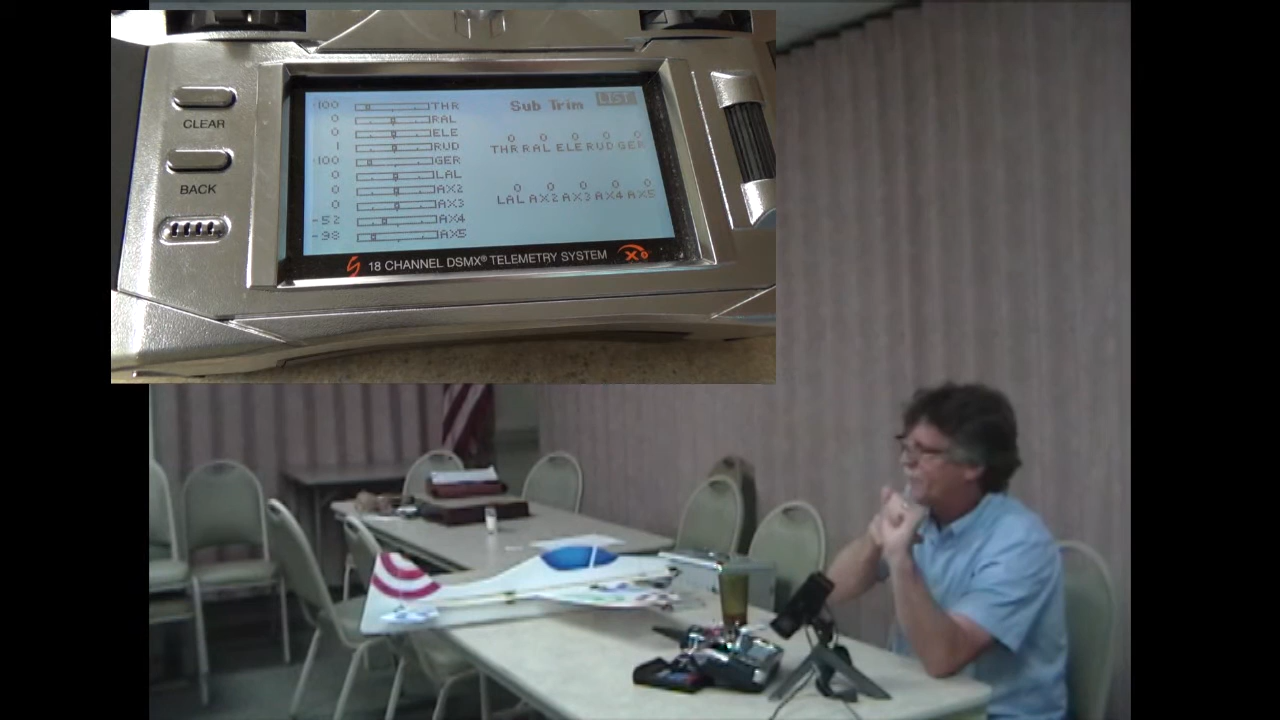 CLEAR
BACK
Sub Trim LIST
-100 THR
0 RAL
0 ELE
1 RUD
-100 GER
0 LAL
0 AX2
0 AX3
-52 AX4
-98 AX5
0 0 0 0 0
THR RAL ELE RUD GER
0 0 0 0 0
LAL AX2 AX3 AX4 AX5
18 CHANNEL DSMX® TELEMETRY SYSTEM